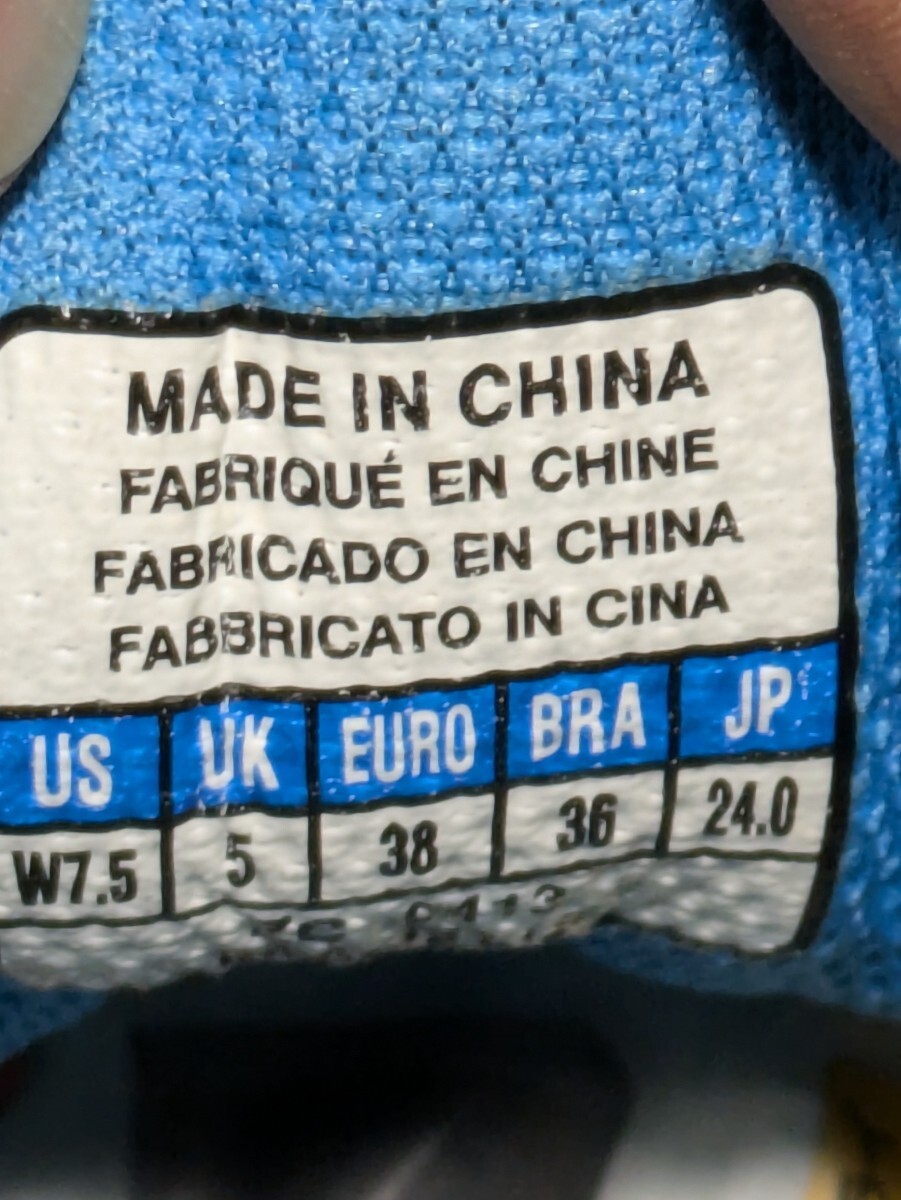 MADE IN CHINA
FABRIQUÉ EN CHINE
FABRICADO EN CHINA
FABBRICATO IN CINA
US UK EURO BRA JP
W7.5 5 38 36 24.0